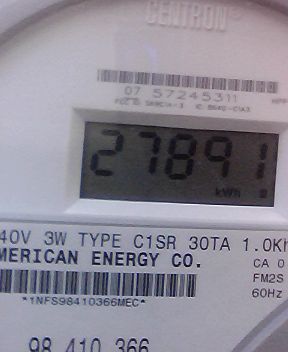 CENTRON®
07 57245311
27891
kWh
40V 3W TYPE C1SR 30TA 1.0Kh
MERICAN ENERGY CO.
CA 0
FM2S
60Hz
*1NFS98410366MEC*
98 410 366